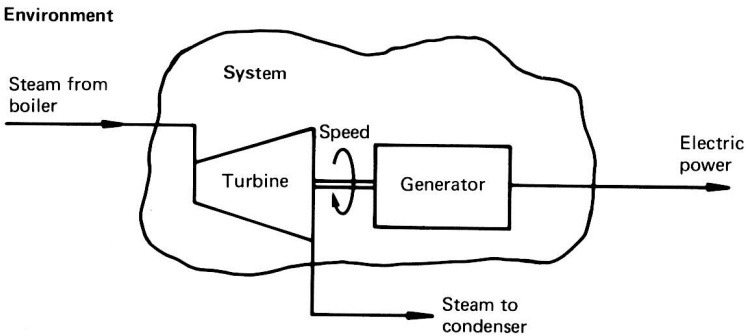 Environment
System
Steam from
boiler
Speed
Turbine
Generator
Electric
power
Steam to
condenser